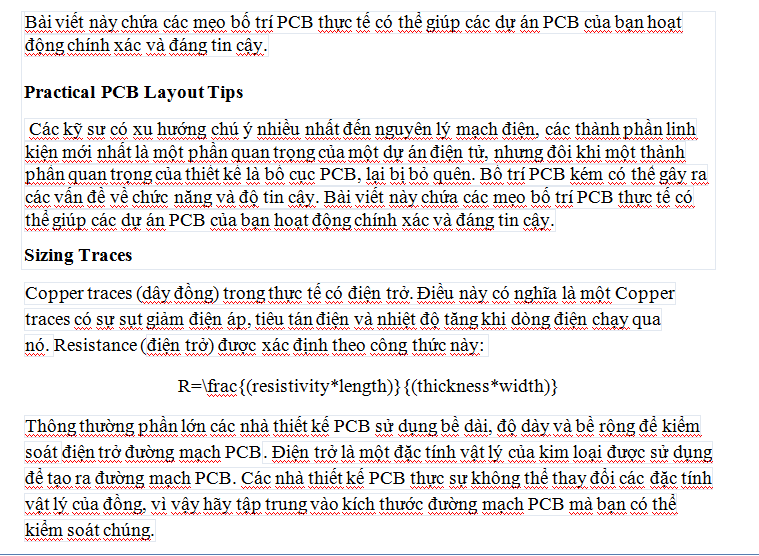 Bài viết này chứa các mẹo bố trí PCB thực tế có thể giúp các dự án PCB của bạn hoạt
động chính xác và đáng tin cậy.
Practical PCB Layout Tips
Các kỹ sư có xu hướng chú ý nhiều nhất đến nguyên lý mạch điện, các thành phần linh
kiện mới nhất là một phần quan trọng của một dự án điện tử, nhưng đôi khi một thành
phần quan trọng của thiết kế là bố cục PCB, lại bị bỏ quên. Bố trí PCB kém có thể gây ra
các vấn đề về chức năng và độ tin cậy. Bài viết này chứa các mẹo bố trí PCB thực tế có
thể giúp các dự án PCB của bạn hoạt động chính xác và đáng tin cậy.
Sizing Traces
Copper traces (dây đồng) trong thực tế có điện trở. Điều này có nghĩa là một Copper
traces có sự sụt giảm điện áp, tiêu tán điện và nhiệt độ tăng khi dòng điện chạy qua
nó. Resistance (điện trở) được xác định theo công thức này:
R=\frac{(resistivity*length)}{(thickness*width)}
Thông thường phần lớn các nhà thiết kế PCB sử dụng bề dài, độ dày và bề rộng để kiểm
soát điện trở đường mạch PCB. Điện trở là một đặc tính vật lý của kim loại được sử dụng
để tạo ra đường mạch PCB. Các nhà thiết kế PCB thực sự không thể thay đổi các đặc tính
vật lý của đồng, vì vậy hãy tập trung vào kích thước đường mạch PCB mà bạn có thể
kiểm soát chúng.